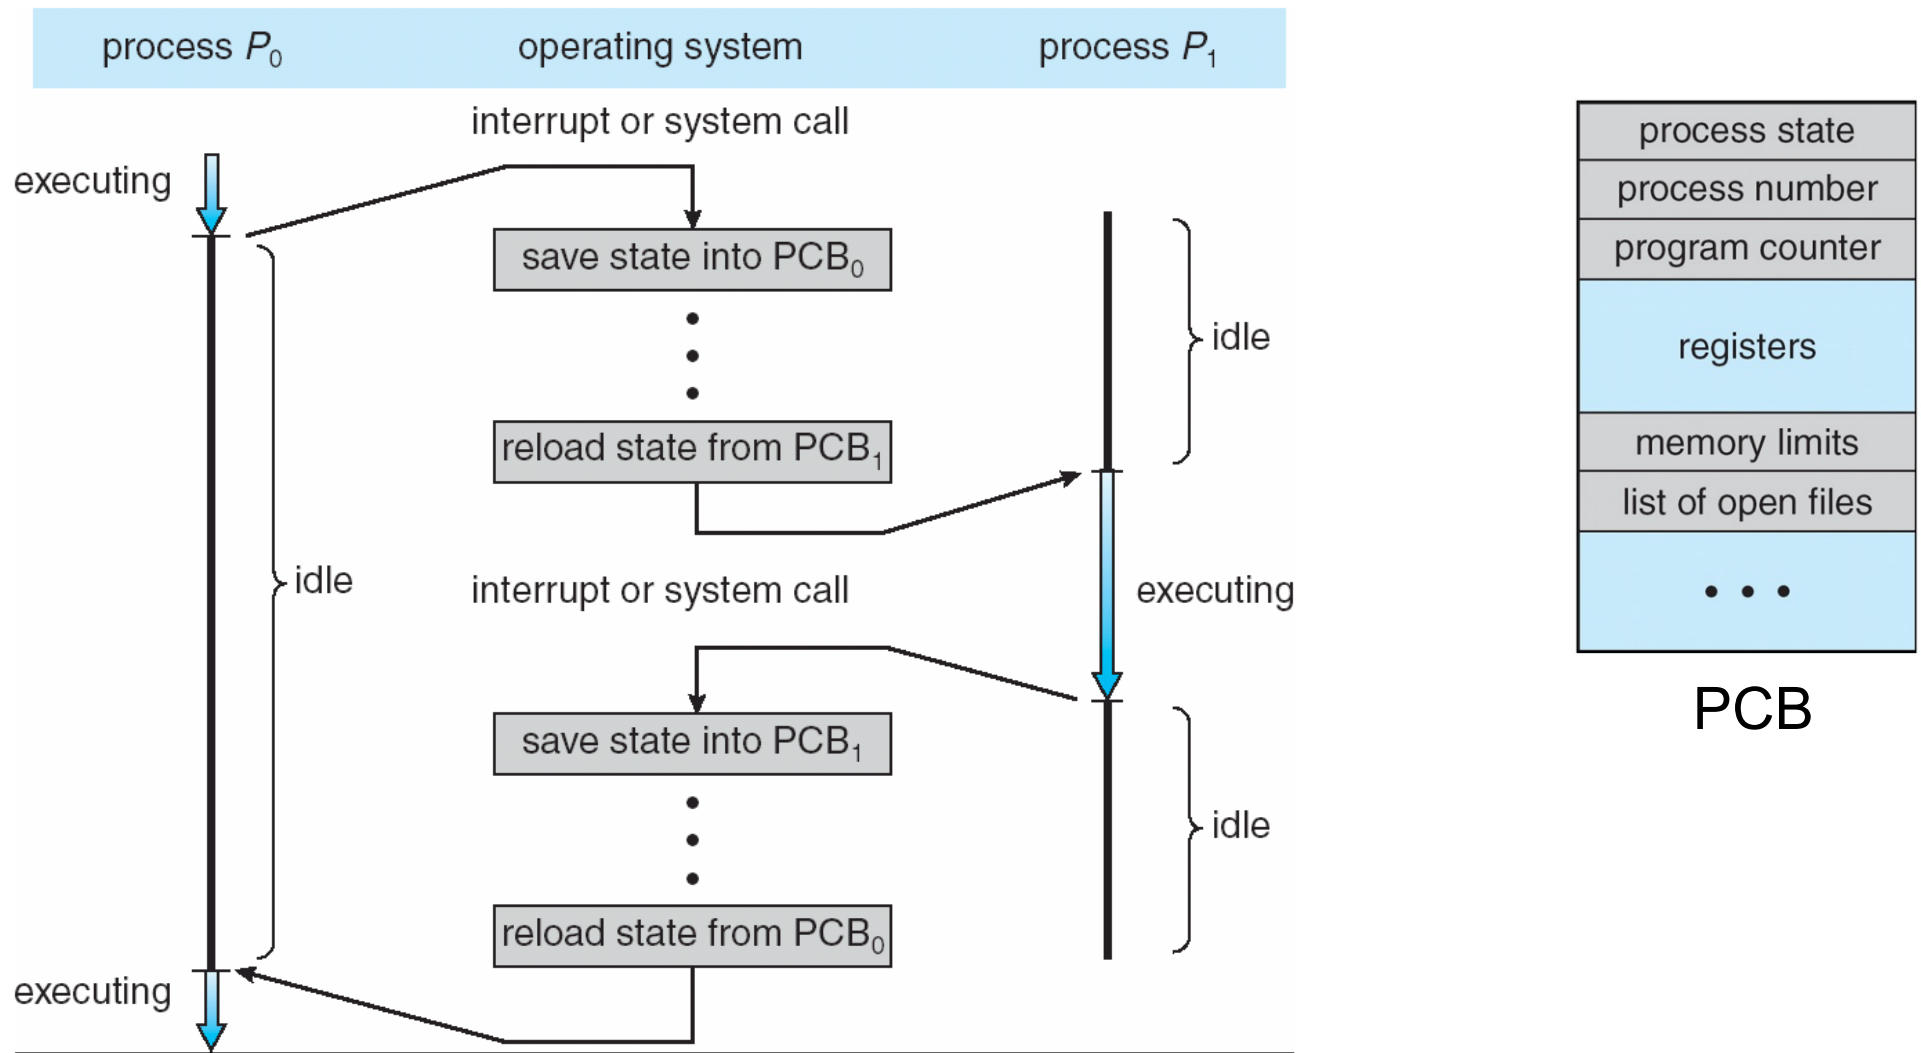 process P0 operating system process P1
interrupt or system call
executing
save state into PCB0
idle
reload state from PCB1
idle
interrupt or system call
executing
save state into PCB1
idle
reload state from PCB0
executing
process state
process number
program counter
registers
memory limits
list of open files
• • •
PCB